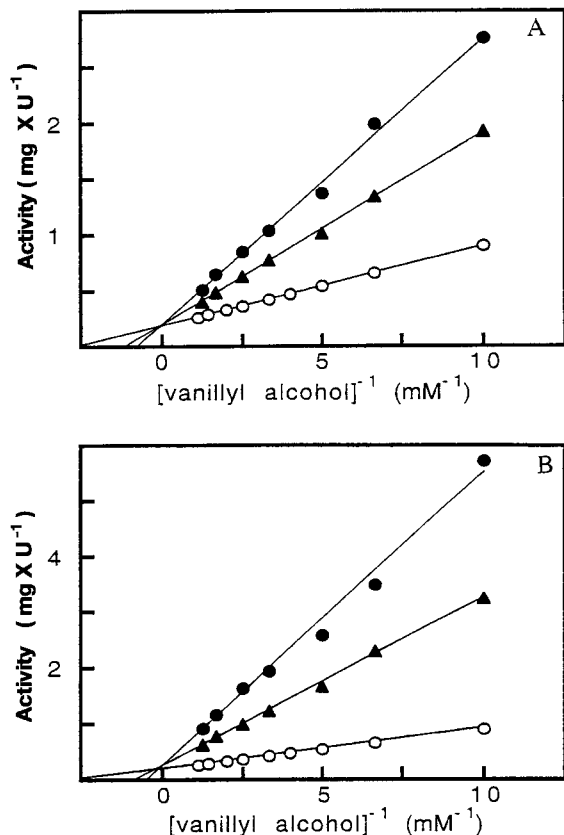 A
Activity (mg X U⁻¹)
2
1
0
5
10
[vanillyl alcohol]⁻¹ (mM⁻¹)
B
Activity (mg X U⁻¹)
4
2
0
5
10
[vanillyl alcohol]⁻¹ (mM⁻¹)